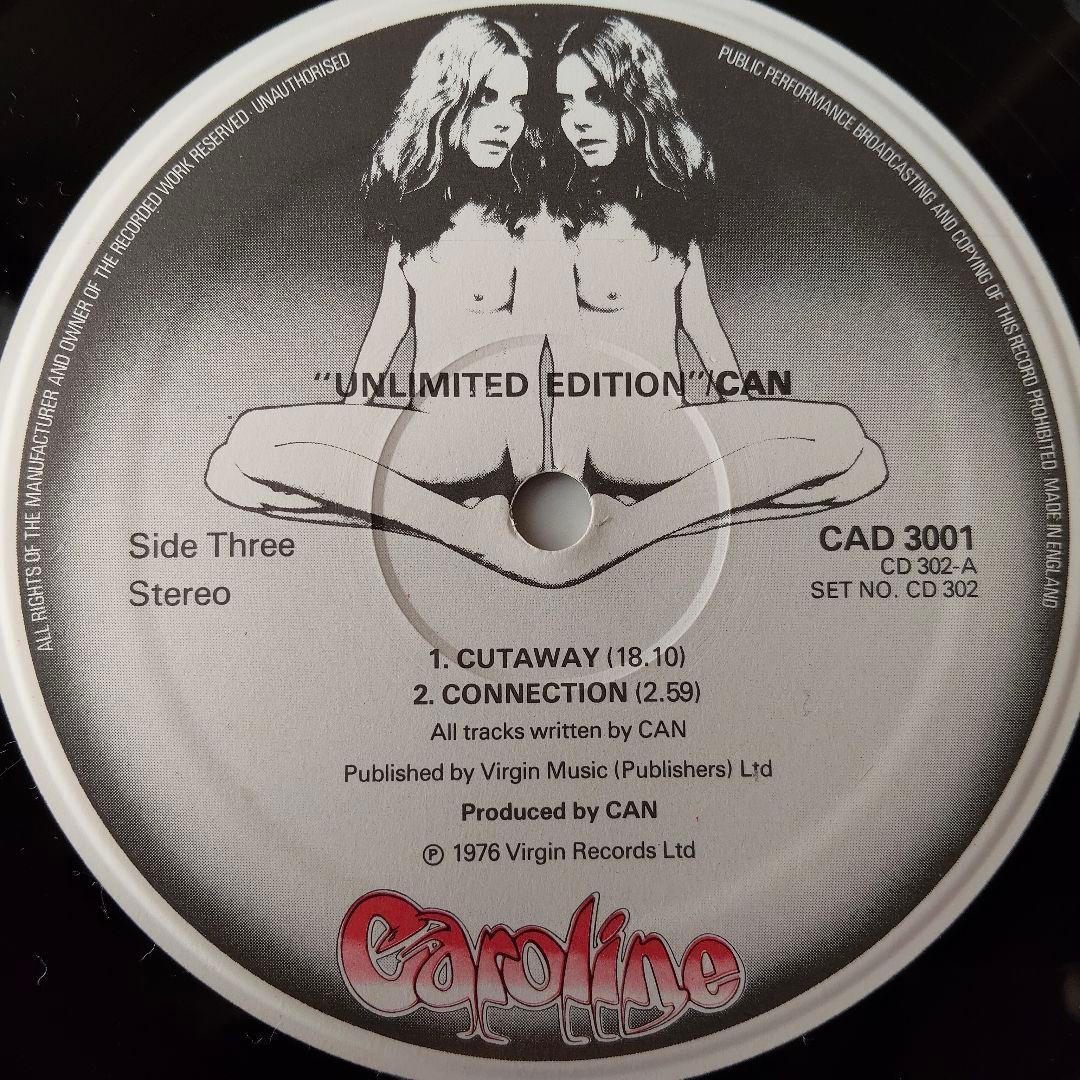 ALL RIGHTS OF THE MANUFACTURER AND OWNER OF THE RECORDED WORK RESERVED · UNAUTHORISED
PUBLIC PERFORMANCE BROADCASTING AND COPYING OF THIS RECORD PROHIBITED MADE IN ENGLAND
"UNLIMITED EDITION"/CAN
Side Three
Stereo
CAD 3001
CD 302-A
SET NO. CD 302
1. CUTAWAY (18.10)
2. CONNECTION (2.59)
All tracks written by CAN
Published by Virgin Music (Publishers) Ltd
Produced by CAN
℗ 1976 Virgin Records Ltd
Caroline